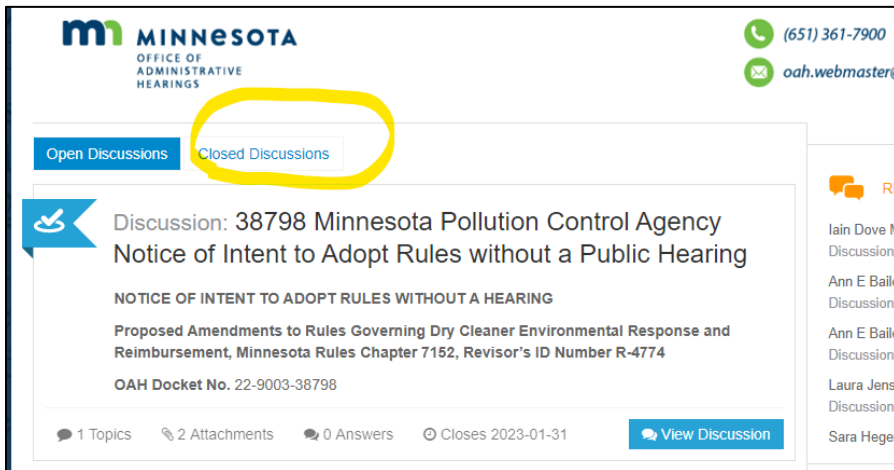 MINNESOTA
OFFICE OF
ADMINISTRATIVE
HEARINGS
(651) 361-7900
oah.webmaster@
Open Discussions
Closed Discussions
Discussion: 38798 Minnesota Pollution Control Agency
Notice of Intent to Adopt Rules without a Public Hearing
NOTICE OF INTENT TO ADOPT RULES WITHOUT A HEARING
Proposed Amendments to Rules Governing Dry Cleaner Environmental Response and
Reimbursement, Minnesota Rules Chapter 7152, Revisor's ID Number R-4774
OAH Docket No. 22-9003-38798
1 Topics 2 Attachments 0 Answers Closes 2023-01-31 View Discussion
Iain Dove
Discussion
Ann E
Discussion
Ann E
Discussion
Laura
Discussion
Sara